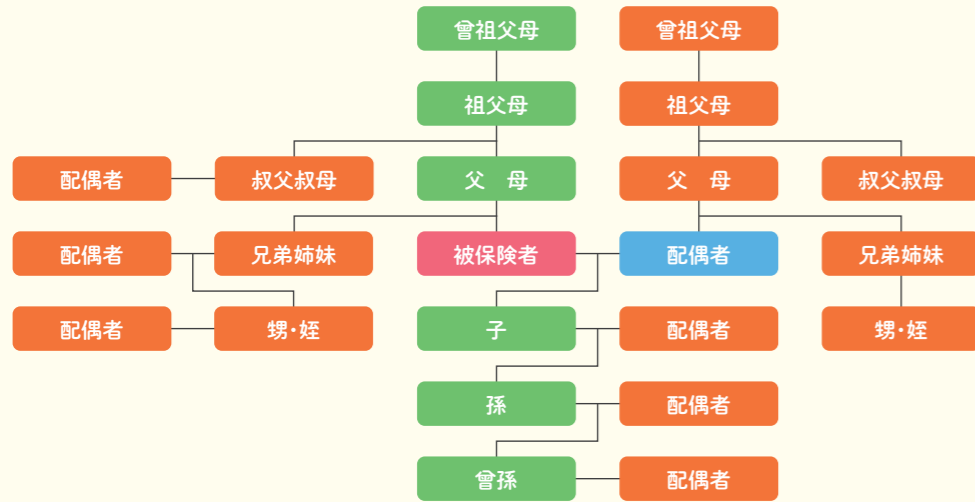 曾祖父母 曾祖父母
祖父母 祖父母
配偶者 叔父叔母 父　母 父　母 叔父叔母
配偶者 兄弟姉妹 被保険者 配偶者 兄弟姉妹
配偶者 甥・姪 子 配偶者 甥・姪
孫 配偶者
曾孫 配偶者